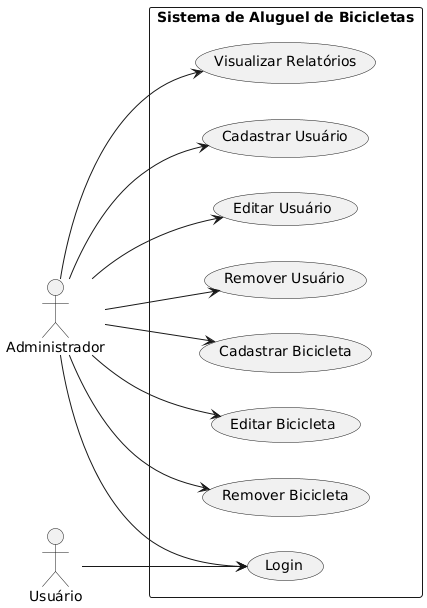 Sistema de Aluguel de Bicicletas
Visualizar Relatórios
Cadastrar Usuário
Editar Usuário
Remover Usuário
Administrador
Cadastrar Bicicleta
Editar Bicicleta
Remover Bicicleta
Login
Usuário